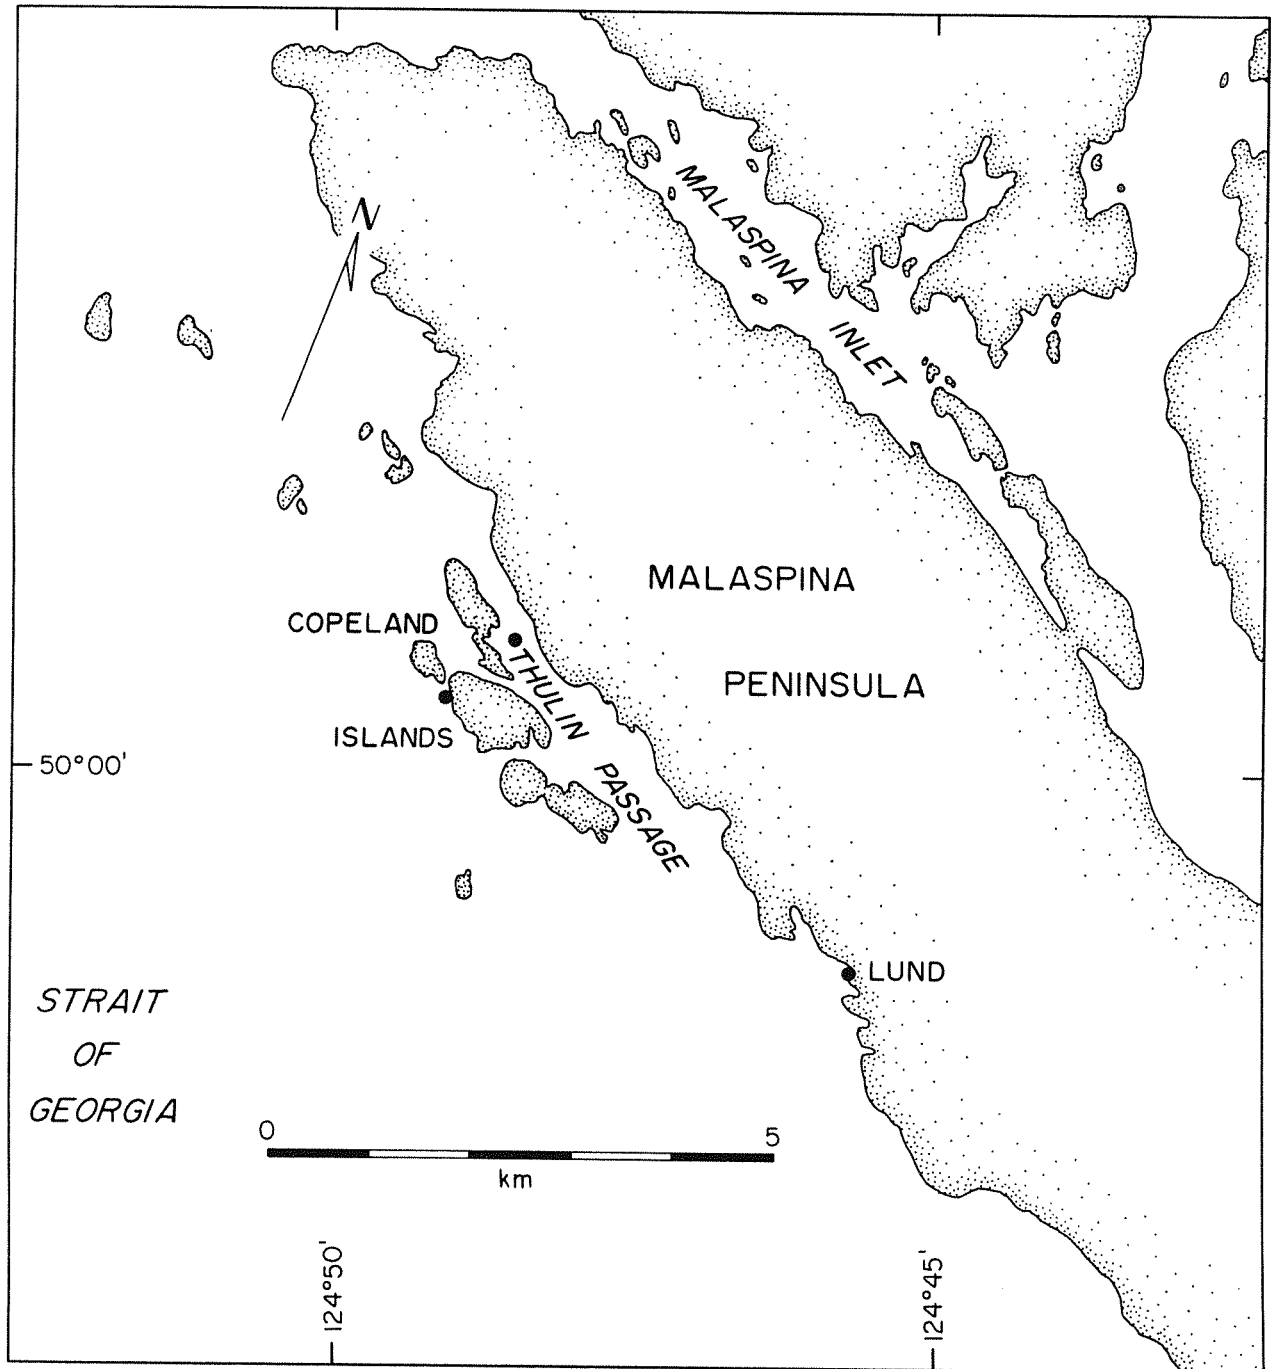 N
MALASPINA
INLET
MALASPINA
PENINSULA
COPELAND
ISLANDS
THULIN
PASSAGE
50°00'
LUND
STRAIT
OF
GEORGIA
0 5
km
124°50'
124°45'